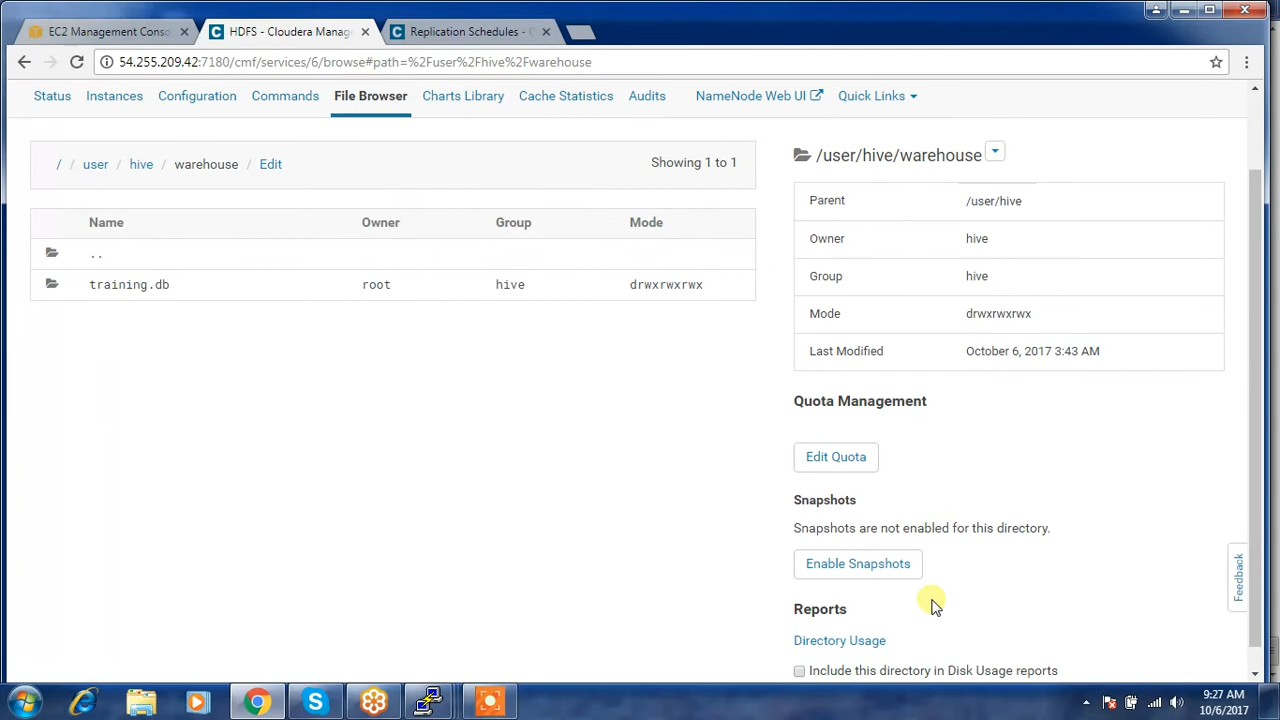 EC2 Management Conso
HDFS - Cloudera Manag
Replication Schedules - C
54.255.209.42:7180/cmf/services/6/browse#path=%2Fuser%2Fhive%2Fwarehouse
Status Instances Configuration Commands File Browser Charts Library Cache Statistics Audits NameNode Web UI Quick Links
/ / user / hive / warehouse / Edit
Showing 1 to 1
Name Owner Group Mode
..
training.db root hive drwxrwxrwx
/user/hive/warehouse
Parent /user/hive
Owner hive
Group hive
Mode drwxrwxrwx
Last Modified October 6, 2017 3:43 AM
Quota Management
Edit Quota
Snapshots
Snapshots are not enabled for this directory.
Enable Snapshots
Reports
Directory Usage
Include this directory in Disk Usage reports
Feedback
9:27 AM
10/6/2017